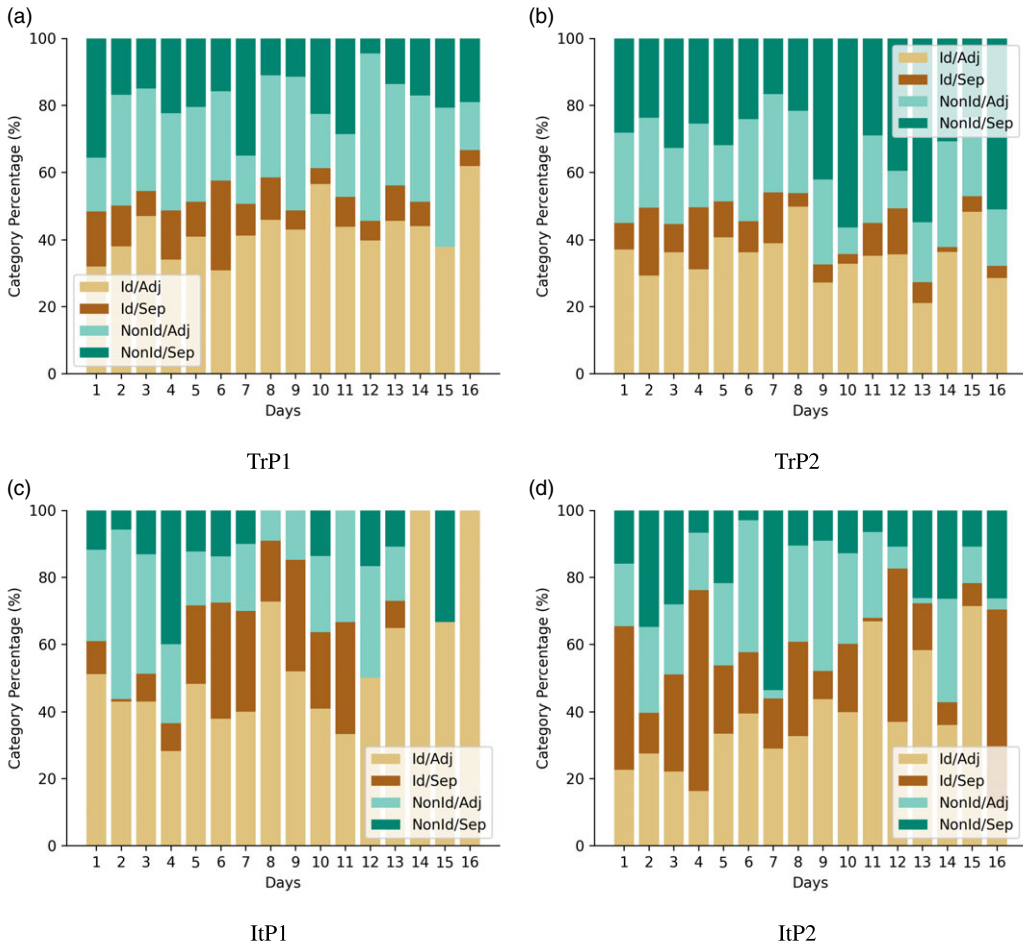 (a)
Category Percentage (%)
100
80
60
40
20
0
Id/Adj
Id/Sep
NonId/Adj
NonId/Sep
1 2 3 4 5 6 7 8 9 10 11 12 13 14 15 16
Days
TrP1
(b)
Category Percentage (%)
100
80
60
40
20
0
Id/Adj
Id/Sep
NonId/Adj
NonId/Sep
1 2 3 4 5 6 7 8 9 10 11 12 13 14 15 16
Days
TrP2
(c)
Category Percentage (%)
100
80
60
40
20
0
Id/Adj
Id/Sep
NonId/Adj
NonId/Sep
1 2 3 4 5 6 7 8 9 10 11 12 13 14 15 16
Days
ItP1
(d)
Category Percentage (%)
100
80
60
40
20
0
Id/Adj
Id/Sep
NonId/Adj
NonId/Sep
1 2 3 4 5 6 7 8 9 10 11 12 13 14 15 16
Days
ItP2